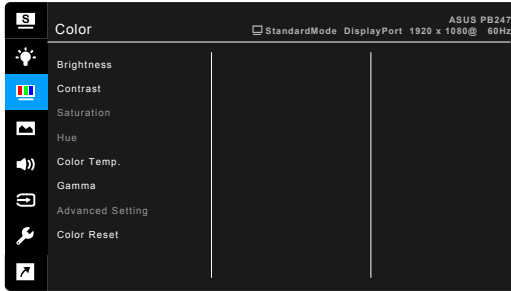 S
Color
ASUS PB247
StandardMode DisplayPort 1920 x 1080@ 60Hz
Brightness
Contrast
Saturation
Hue
Color Temp.
Gamma
Advanced Setting
Color Reset